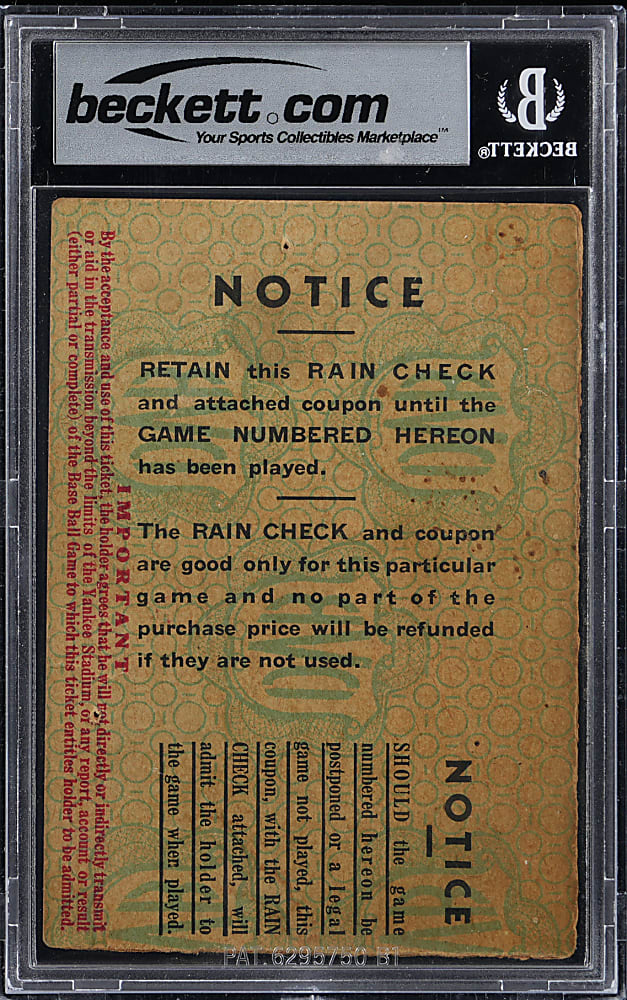 beckett.com
Your Sports Collectibles Marketplace™
BECKETT®
NOTICE
RETAIN this RAIN CHECK
and attached coupon until the
GAME NUMBERED HEREON
has been played.
The RAIN CHECK and coupon
are good only for this particular
game and no part of the
purchase price will be refunded
if they are not used.
IMPORTANT
By the acceptance and use of this ticket, the holder agrees that he will not directly or indirectly transmit
or aid in the transmission beyond the limits of the Yankee Stadium, of any report, account or result
(either partial or complete) of the Base Ball Game to which this ticket entitles holder to be admitted.
NOTICE
SHOULD the game
numbered hereon be
postponed or a legal
game not played, this
coupon, with the RAIN
CHECK attached, will
admit the holder to
the game when played.
PAT. 6295750 B1